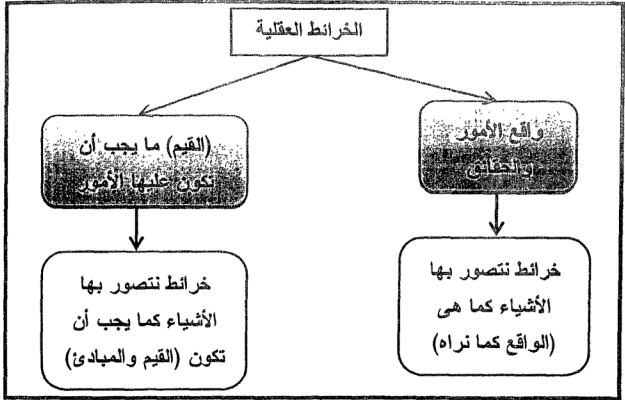 الخرائط العقلية
واقع الأمور
والحقائق
(القيم) ما يجب أن
تكون عليها الأمور
خرائط نتصور بها
الأشياء كما هى
(الواقع كما نراه)
خرائط نتصور بها
الأشياء كما يجب أن
تكون (القيم والمبادئ)